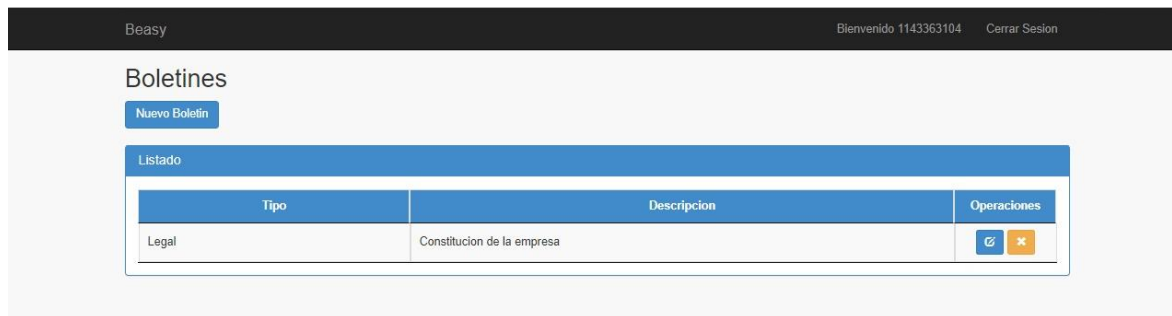 Beasy Bienvenido 1143363104 Cerrar Sesion
Boletines
Nuevo Boletin
Listado
Tipo Descripcion Operaciones
Legal Constitucion de la empresa